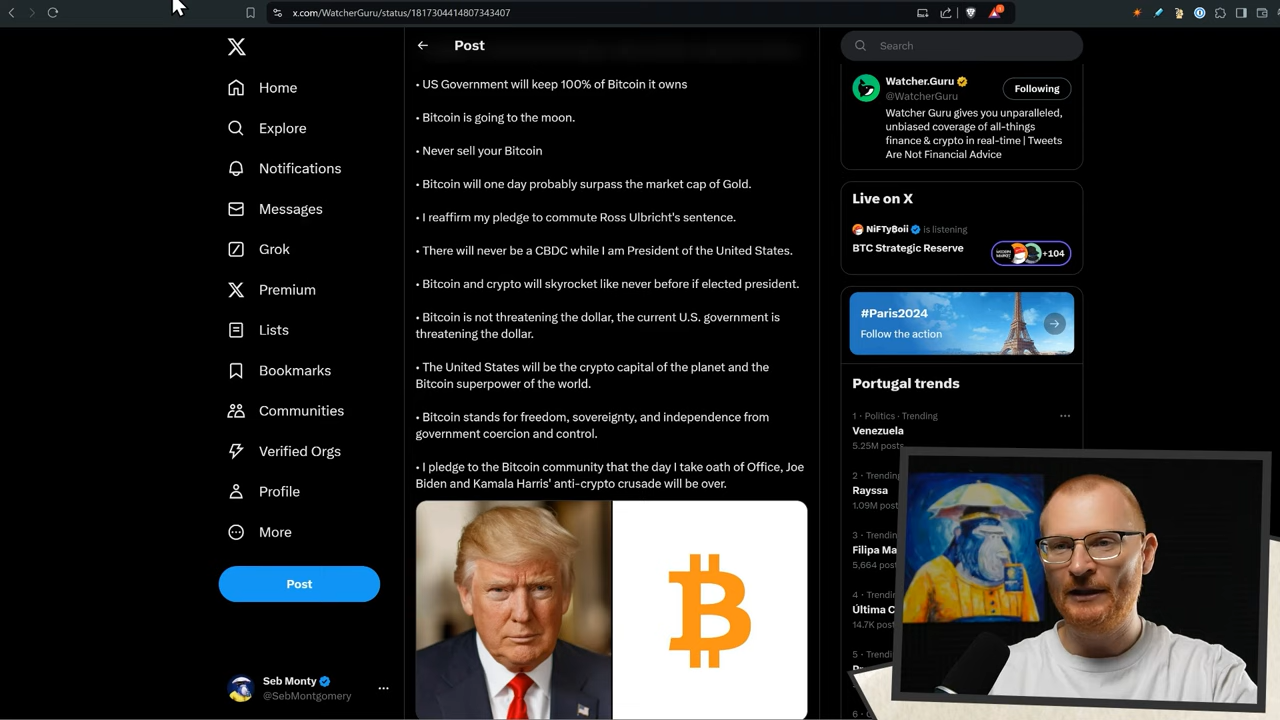 x.com/WatcherGuru/status/1817304414807343407
Home
Explore
Notifications
Messages
Grok
Premium
Lists
Bookmarks
Communities
Verified Orgs
Profile
More
Post
Seb Monty
@SebMontgomery
Post
• US Government will keep 100% of Bitcoin it owns
• Bitcoin is going to the moon.
• Never sell your Bitcoin
• Bitcoin will one day probably surpass the market cap of Gold.
• I reaffirm my pledge to commute Ross Ulbricht's sentence.
• There will never be a CBDC while I am President of the United States.
• Bitcoin and crypto will skyrocket like never before if elected president.
• Bitcoin is not threatening the dollar, the current U.S. government is
threatening the dollar.
• The United States will be the crypto capital of the planet and the
Bitcoin superpower of the world.
• Bitcoin stands for freedom, sovereignty, and independence from
government coercion and control.
• I pledge to the Bitcoin community that the day I take oath of Office, Joe
Biden and Kamala Harris' anti-crypto crusade will be over.
Search
Watcher.Guru
@WatcherGuru
Following
Watcher Guru gives you unparalleled,
unbiased coverage of all-things
finance & crypto in real-time | Tweets
Are Not Financial Advice
Live on X
NiFTyBoii is listening
BTC Strategic Reserve
+104
#Paris2024
Follow the action
Portugal trends
1 · Politics · Trending
Venezuela
5.25M posts
2 · Trending
Rayssa
1.09M posts
3 · Trending
Filipa Ma
5,664 posts
4 · Trending
Última C
14.7K posts
5 · Trending
6 ·